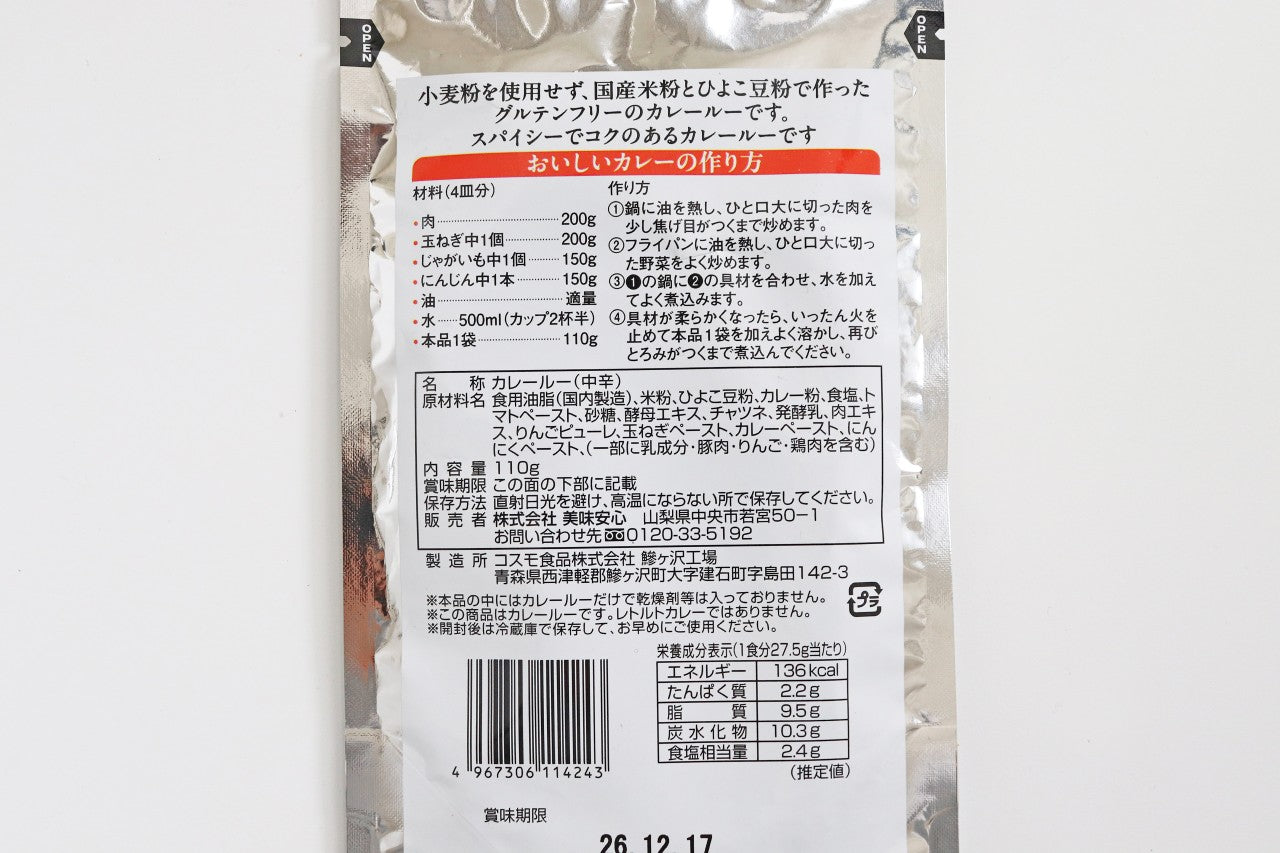 OPEN
OPEN
小麦粉を使用せず、国産米粉とひよこ豆粉で作った
グルテンフリーのカレールーです。
スパイシーでコクのあるカレールーです
おいしいカレーの作り方
材料(4皿分)
・肉 200g
・玉ねぎ中1個 200g
・じゃがいも中1個 150g
・にんじん中1本 150g
・油 適量
・水 500ml(カップ2杯半)
・本品1袋 110g
作り方
①鍋に油を熱し、ひと口大に切った肉を
少し焦げ目がつくまで炒めます。
②フライパンに油を熱し、ひと口大に切っ
た野菜をよく炒めます。
③❶の鍋に❷の具材を合わせ、水を加え
てよく煮込みます。
④具材が柔らかくなったら、いったん火を
止めて本品1袋を加えよく溶かし、再び
とろみがつくまで煮込んでください。
名称 カレールー(中辛)
原材料名 食用油脂(国内製造)、米粉、ひよこ豆粉、カレー粉、食塩、ト
マトペースト、砂糖、酵母エキス、チャツネ、発酵乳、肉エキ
ス、りんごピューレ、玉ねぎペースト、カレーペースト、にん
にくペースト、(一部に乳成分・豚肉・りんご・鶏肉を含む)
内容量 110g
賞味期限 この面の下部に記載
保存方法 直射日光を避け、高温にならない所で保存してください。
販売者 株式会社 美味安心 山梨県中央市若宮50−1
お問い合わせ先 0120-33-5192
製造所 コスモ食品株式会社 鰺ヶ沢工場
青森県西津軽郡鰺ヶ沢町大字建石町字島田142-3
※本品の中にはカレールーだけで乾燥剤等は入っておりません。
※この商品はカレールーです。レトルトカレーではありません。
※開封後は冷蔵庫で保存して、お早めにご使用ください。
プラ
栄養成分表示(1食分27.5g当たり)
エネルギー 136kcal
たんぱく質 2.2g
脂質 9.5g
炭水化物 10.3g
食塩相当量 2.4g
(推定値)
4 967306 114243
賞味期限
26.12.17